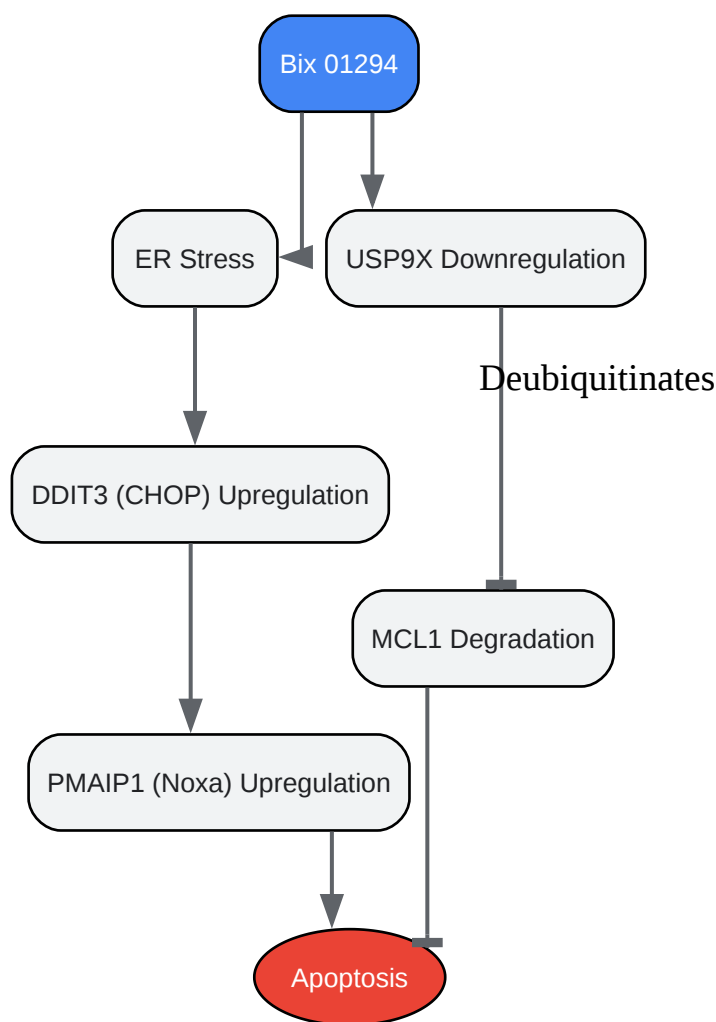 Bix 01294
ER Stress
USP9X Downregulation
Deubiquitinates
DDIT3 (CHOP) Upregulation
MCL1 Degradation
PMAIP1 (Noxa) Upregulation
Apoptosis